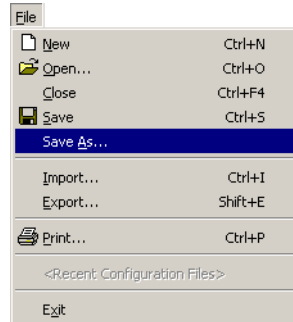 File
New Ctrl+N
Open... Ctrl+O
Close Ctrl+F4
Save Ctrl+S
Save As...
Import... Ctrl+I
Export... Shift+E
Print... Ctrl+P
<Recent Configuration Files>
Exit